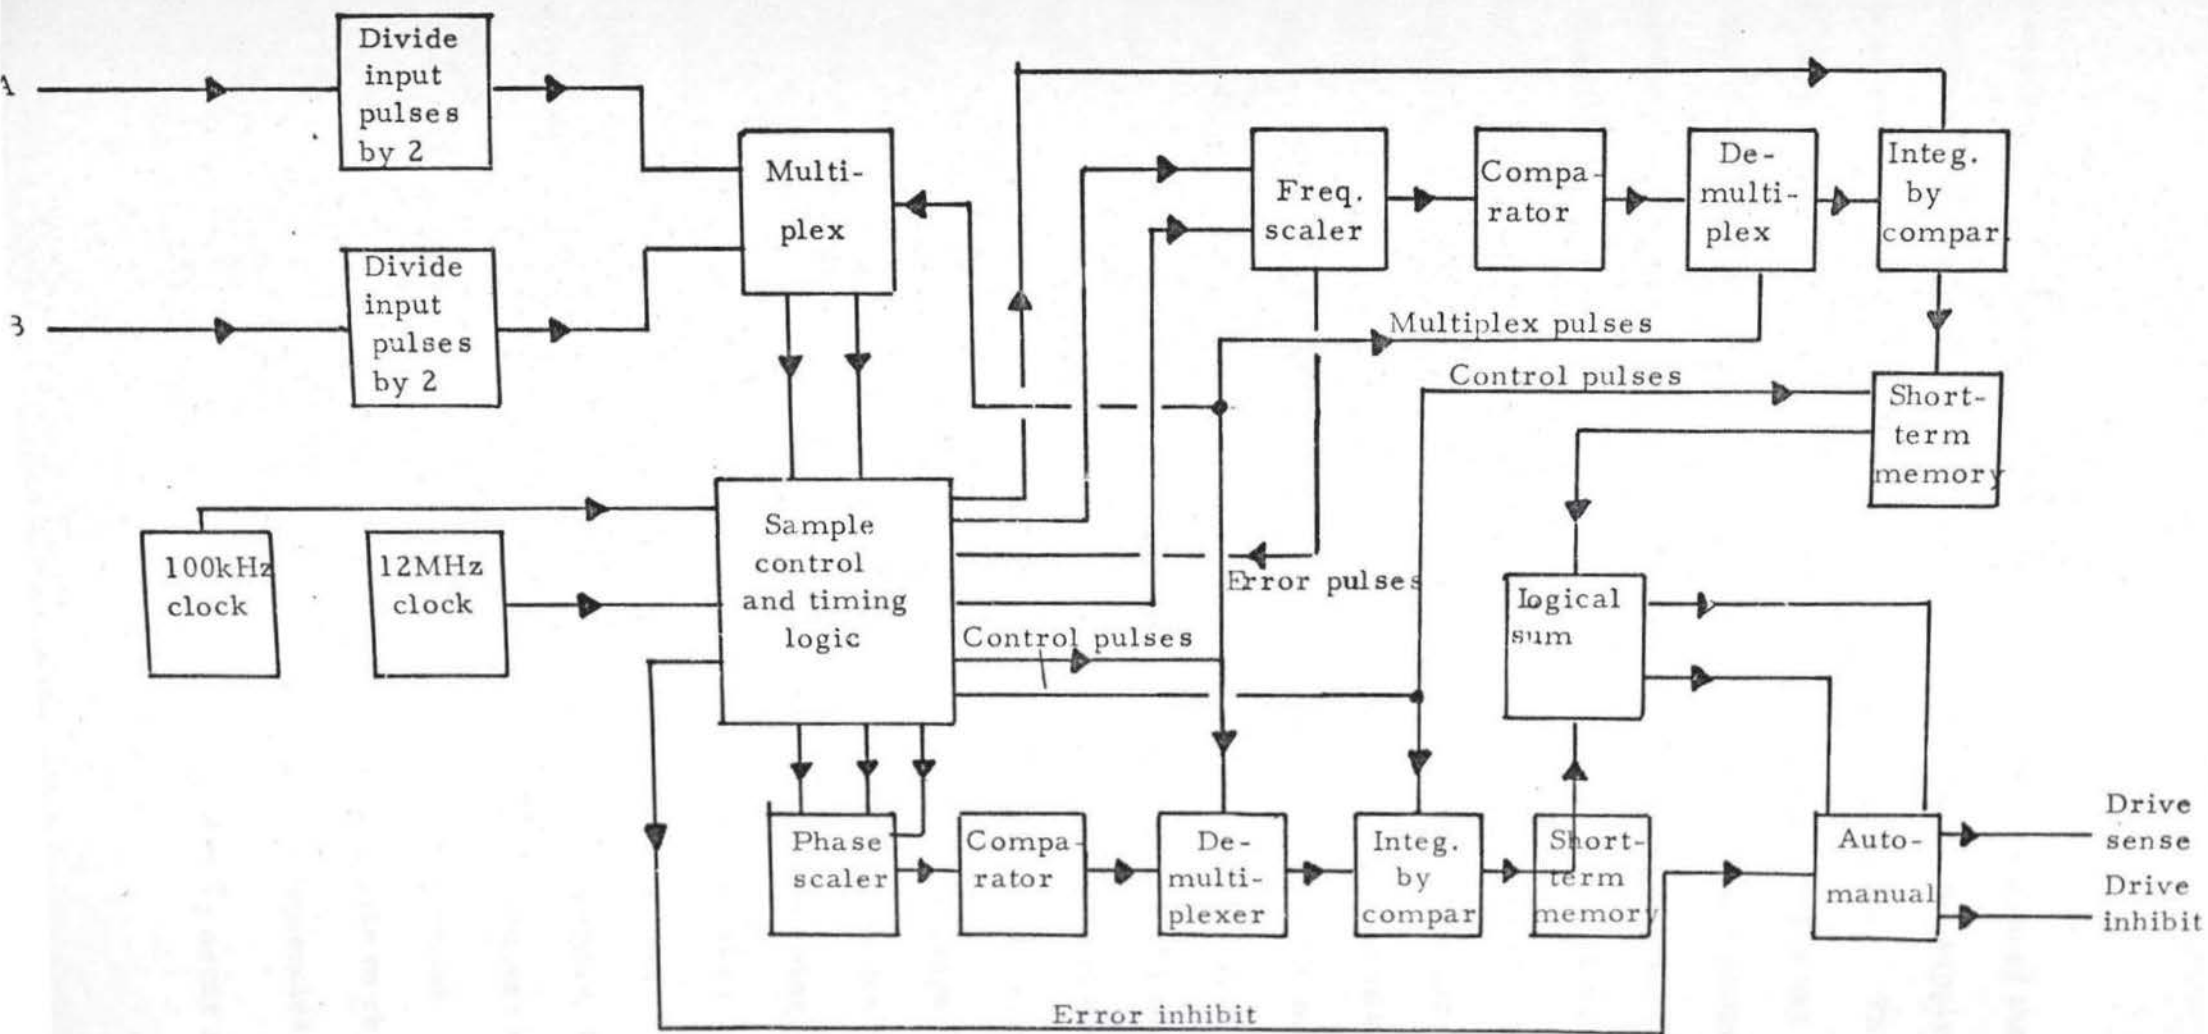 A
Divide
input
pulses
by 2
B
Divide
input
pulses
by 2
Multi-
plex
Freq.
scaler
Compa-
rator
De-
multi-
plex
Integ.
by
compar.
Multiplex pulses
Control pulses
Short-
term
memory
100kHz
clock
12MHz
clock
Sample
control
and timing
logic
Error pulses
Control pulses
Logical
sum
Phase
scaler
Compa-
rator
De-
multi-
plexer
Integ.
by
compar
Short-
term
memory
Auto-
manual
Drive
sense
Drive
inhibit
Error inhibit